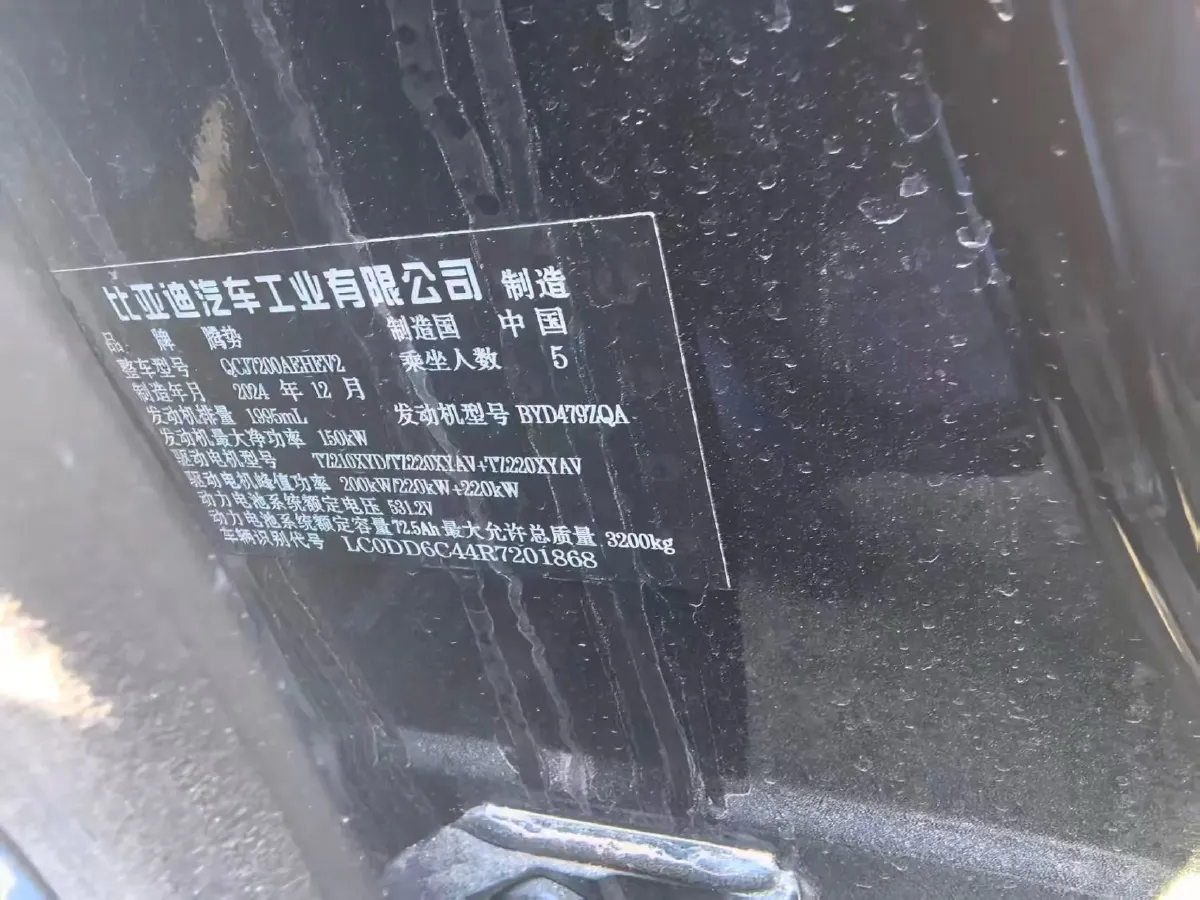 比亚迪汽车工业有限公司 制造
品牌 腾势 制造国 中国
整车型号 QCJ7200AEHEV2 乘坐人数 5
制造年月 2024 年 12 月
发动机排量 1995mL 发动机型号 BYD479ZQA
发动机最大净功率 150kW
驱动电机型号 TZ210XYD/TZ220XYAV+TZ220XYAV
驱动电机峰值功率 200kW/220kW+220kW
动力电池系统额定电压 531.2V
动力电池系统额定容量 72.5Ah 最大允许总质量 3200kg
车辆识别代号 LC0DD6C44R7201868